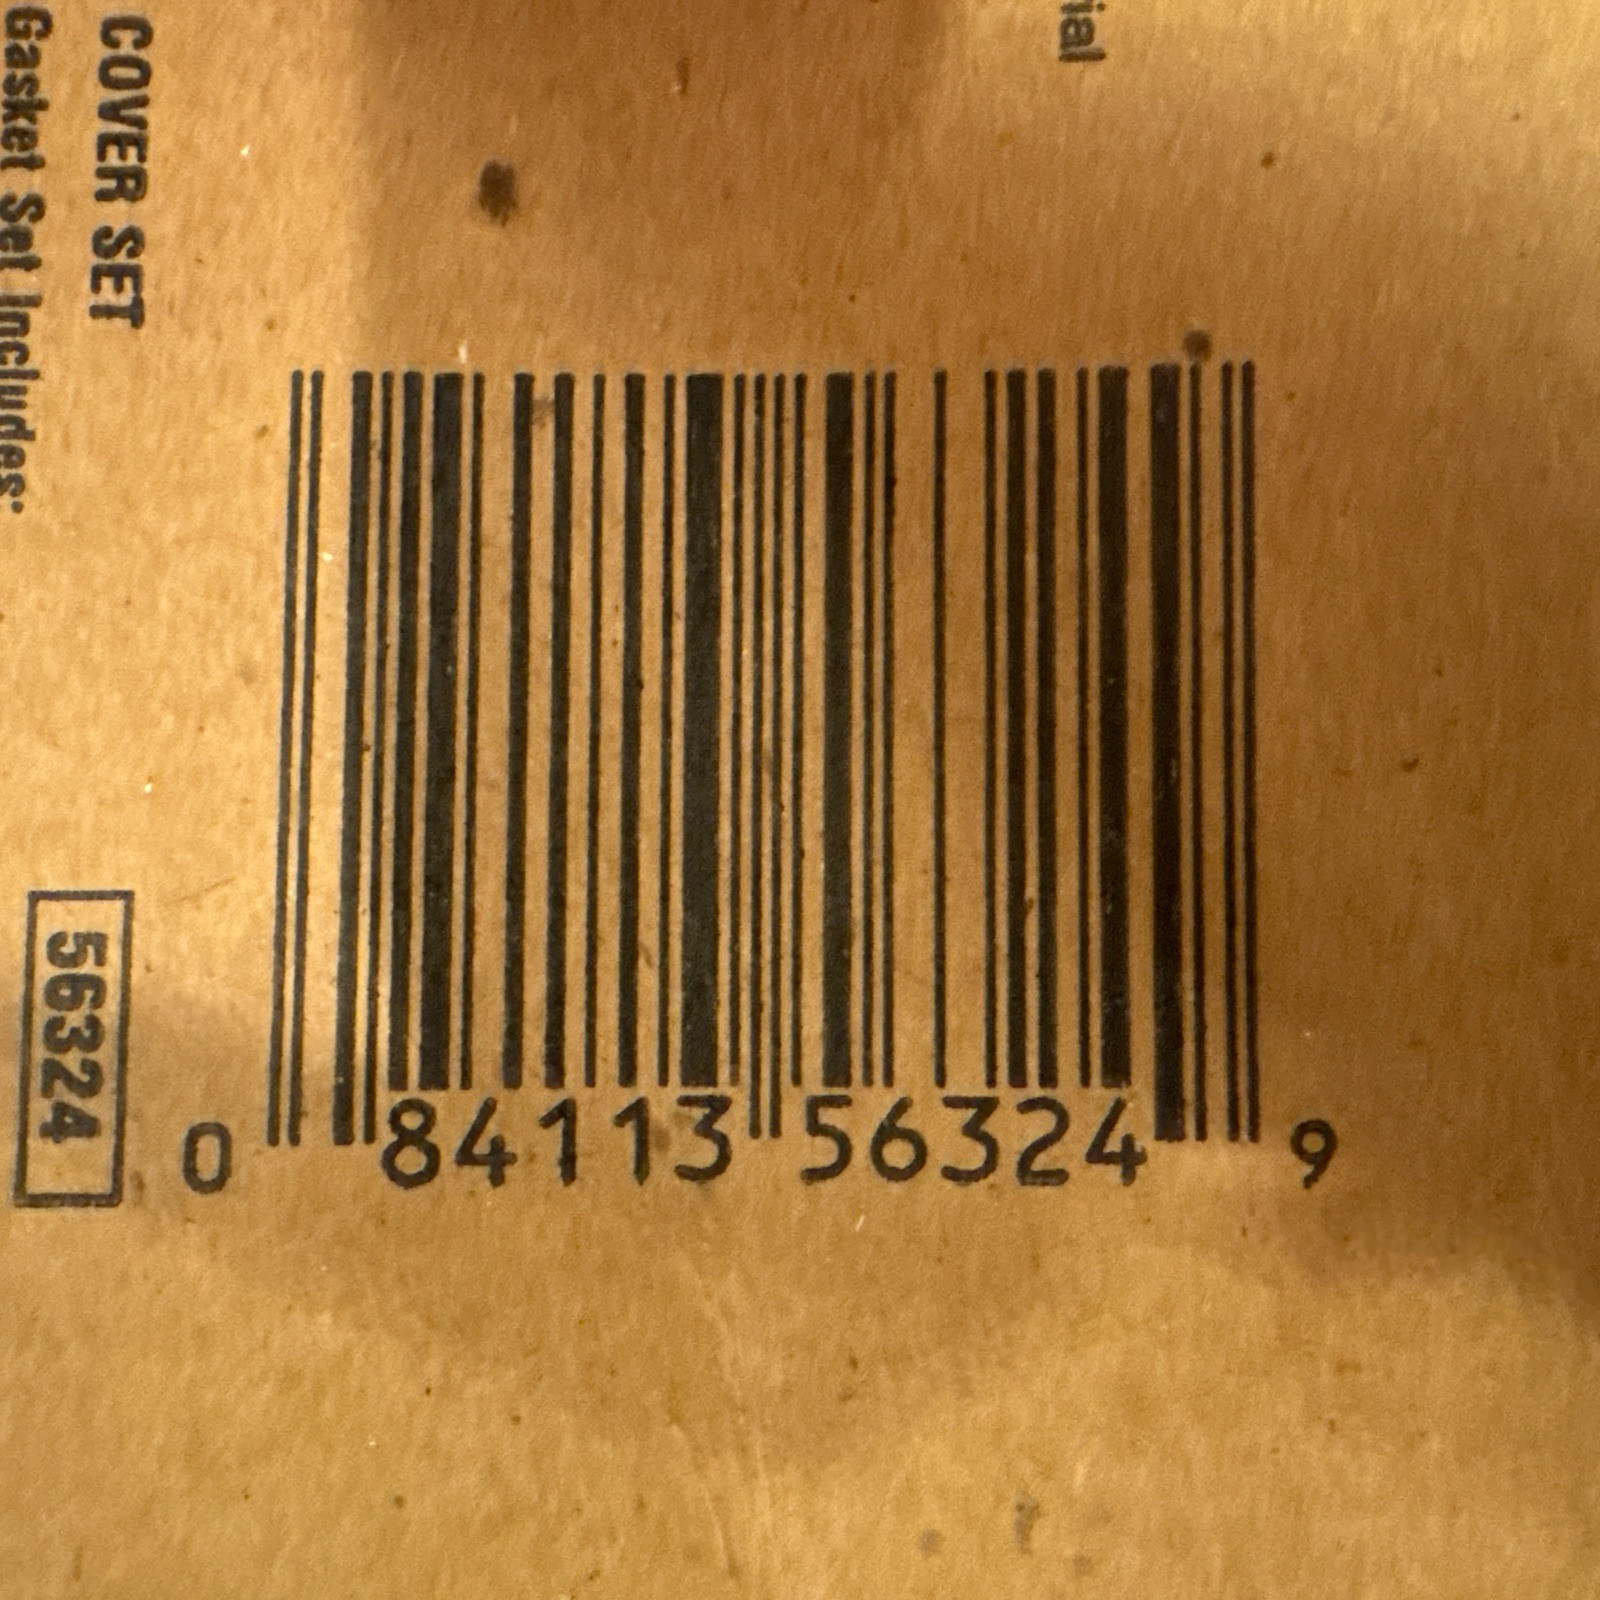 COVER SET
Gasket Set Includes:
ial
56324
0 84113 56324 9